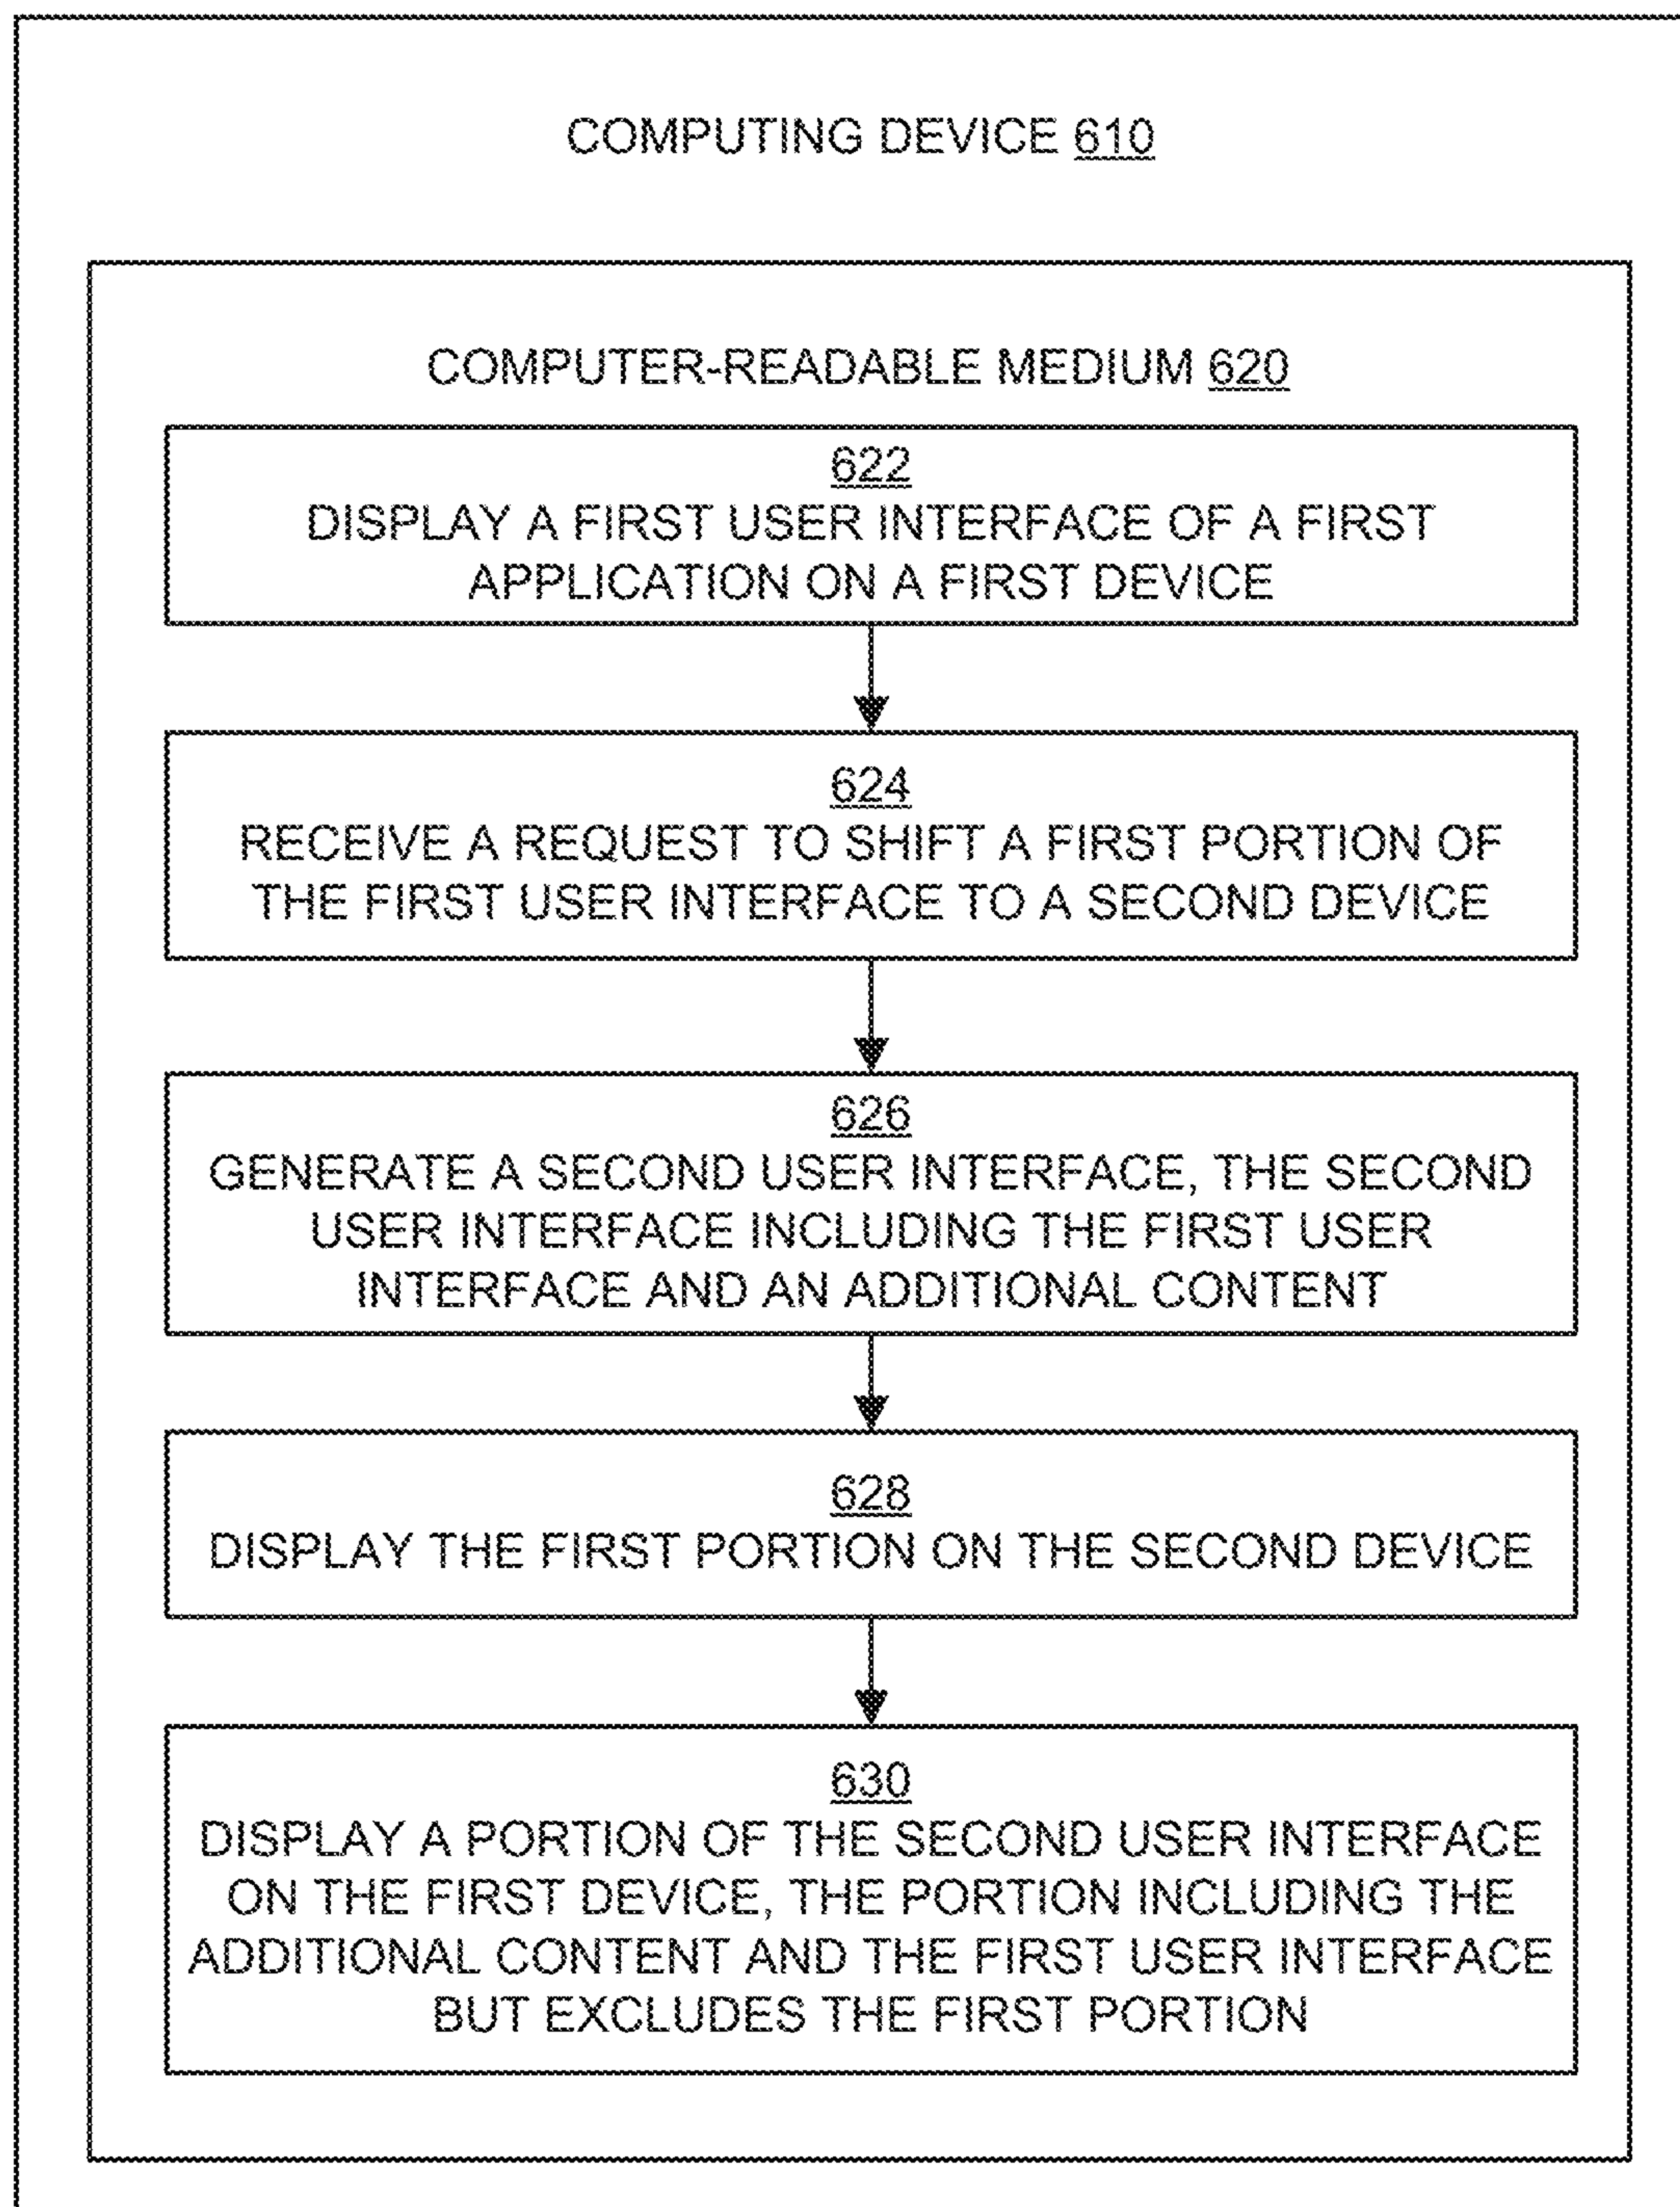 COMPUTING DEVICE 610
COMPUTER-READABLE MEDIUM 620
622
DISPLAY A FIRST USER INTERFACE OF A FIRST
APPLICATION ON A FIRST DEVICE
624
RECEIVE A REQUEST TO SHIFT A FIRST PORTION OF
THE FIRST USER INTERFACE TO A SECOND DEVICE
626
GENERATE A SECOND USER INTERFACE, THE SECOND
USER INTERFACE INCLUDING THE FIRST USER
INTERFACE AND AN ADDITIONAL CONTENT
628
DISPLAY THE FIRST PORTION ON THE SECOND DEVICE
630
DISPLAY A PORTION OF THE SECOND USER INTERFACE
ON THE FIRST DEVICE, THE PORTION INCLUDING THE
ADDITIONAL CONTENT AND THE FIRST USER INTERFACE
BUT EXCLUDES THE FIRST PORTION